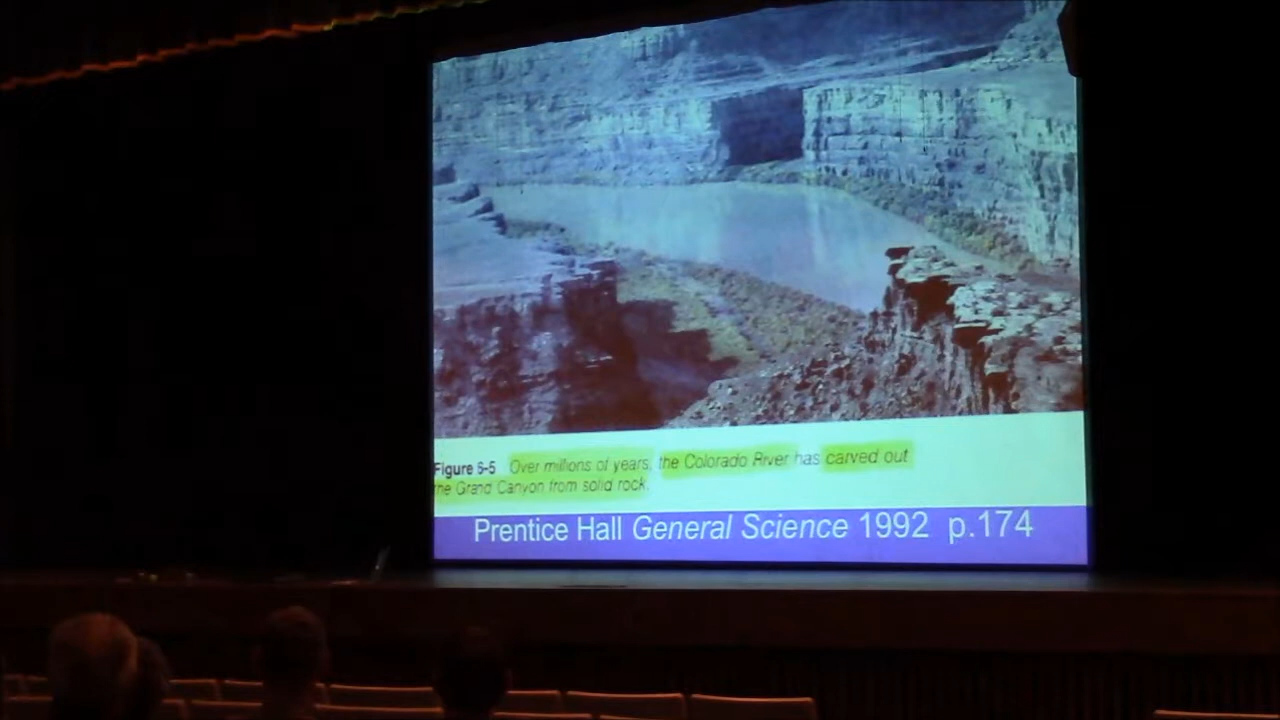 Figure 6-5 Over millions of years, the Colorado River has carved out
the Grand Canyon from solid rock.
Prentice Hall General Science 1992 p.174